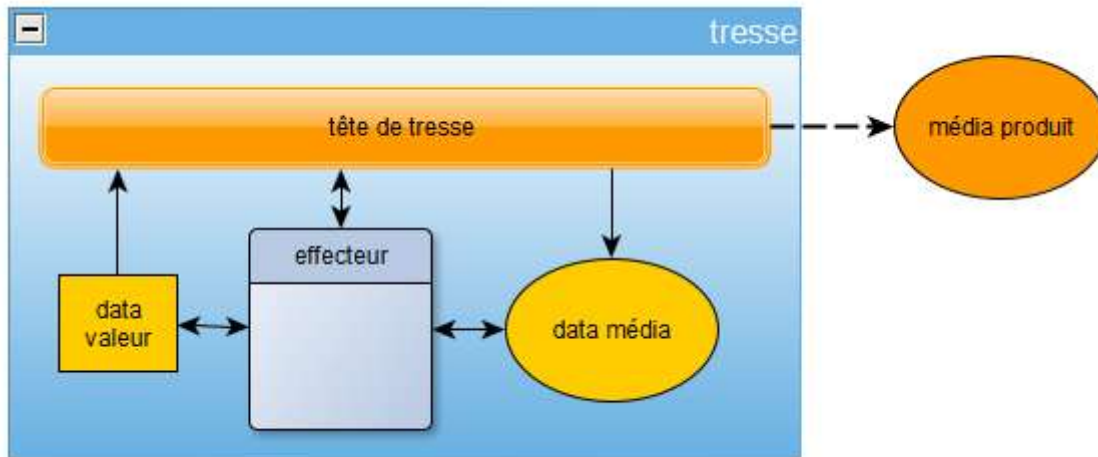 tresse
tête de tresse
média produit
effecteur
data
valeur
data média